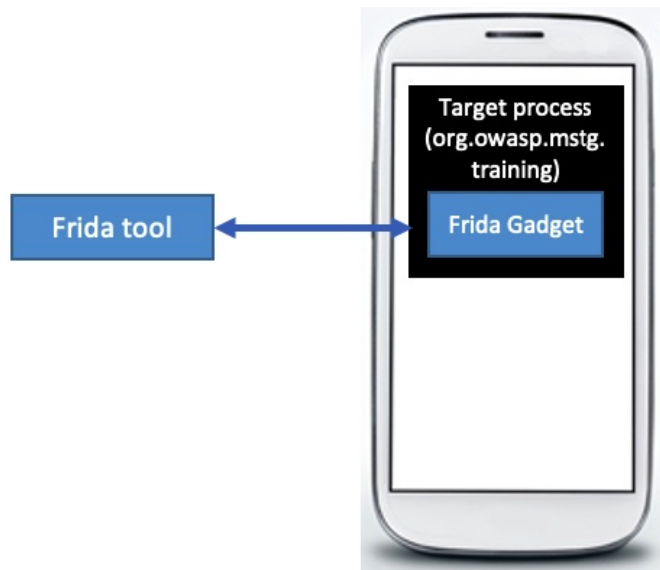 Target process
(org.owasp.mstg.
training)
Frida tool
Frida Gadget